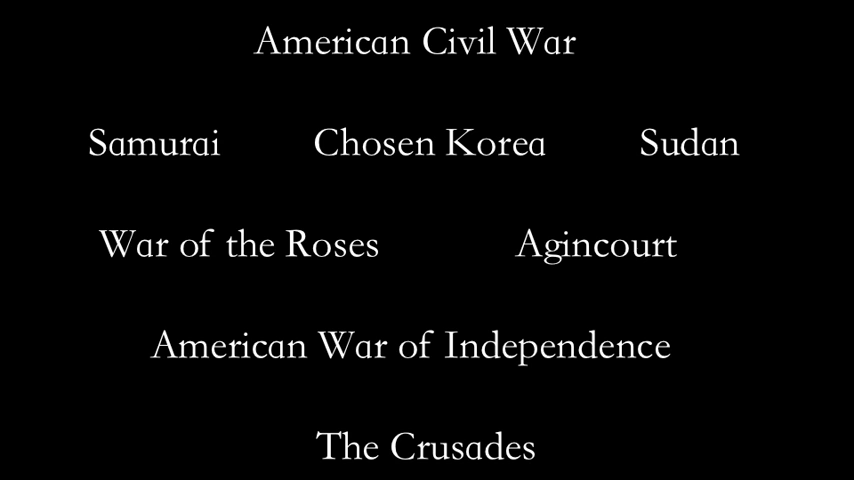 American Civil War
Samurai Chosen Korea Sudan
War of the Roses Agincourt
American War of Independence
The Crusades